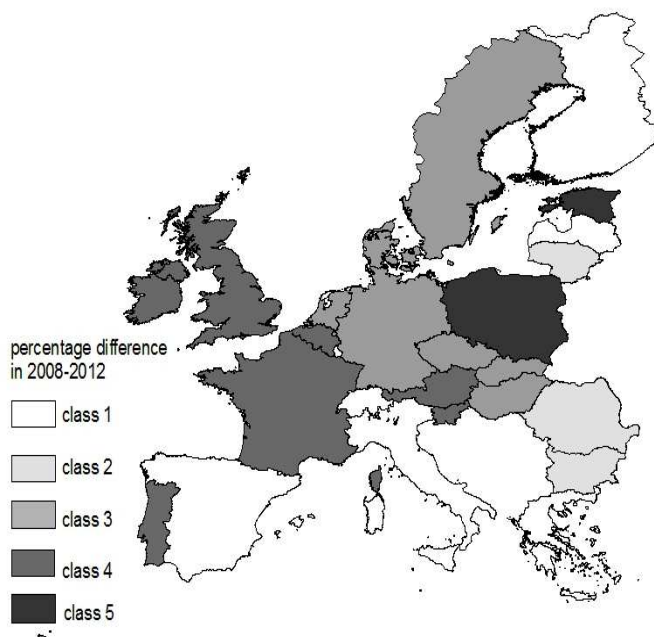 percentage difference
in 2008-2012
class 1
class 2
class 3
class 4
class 5